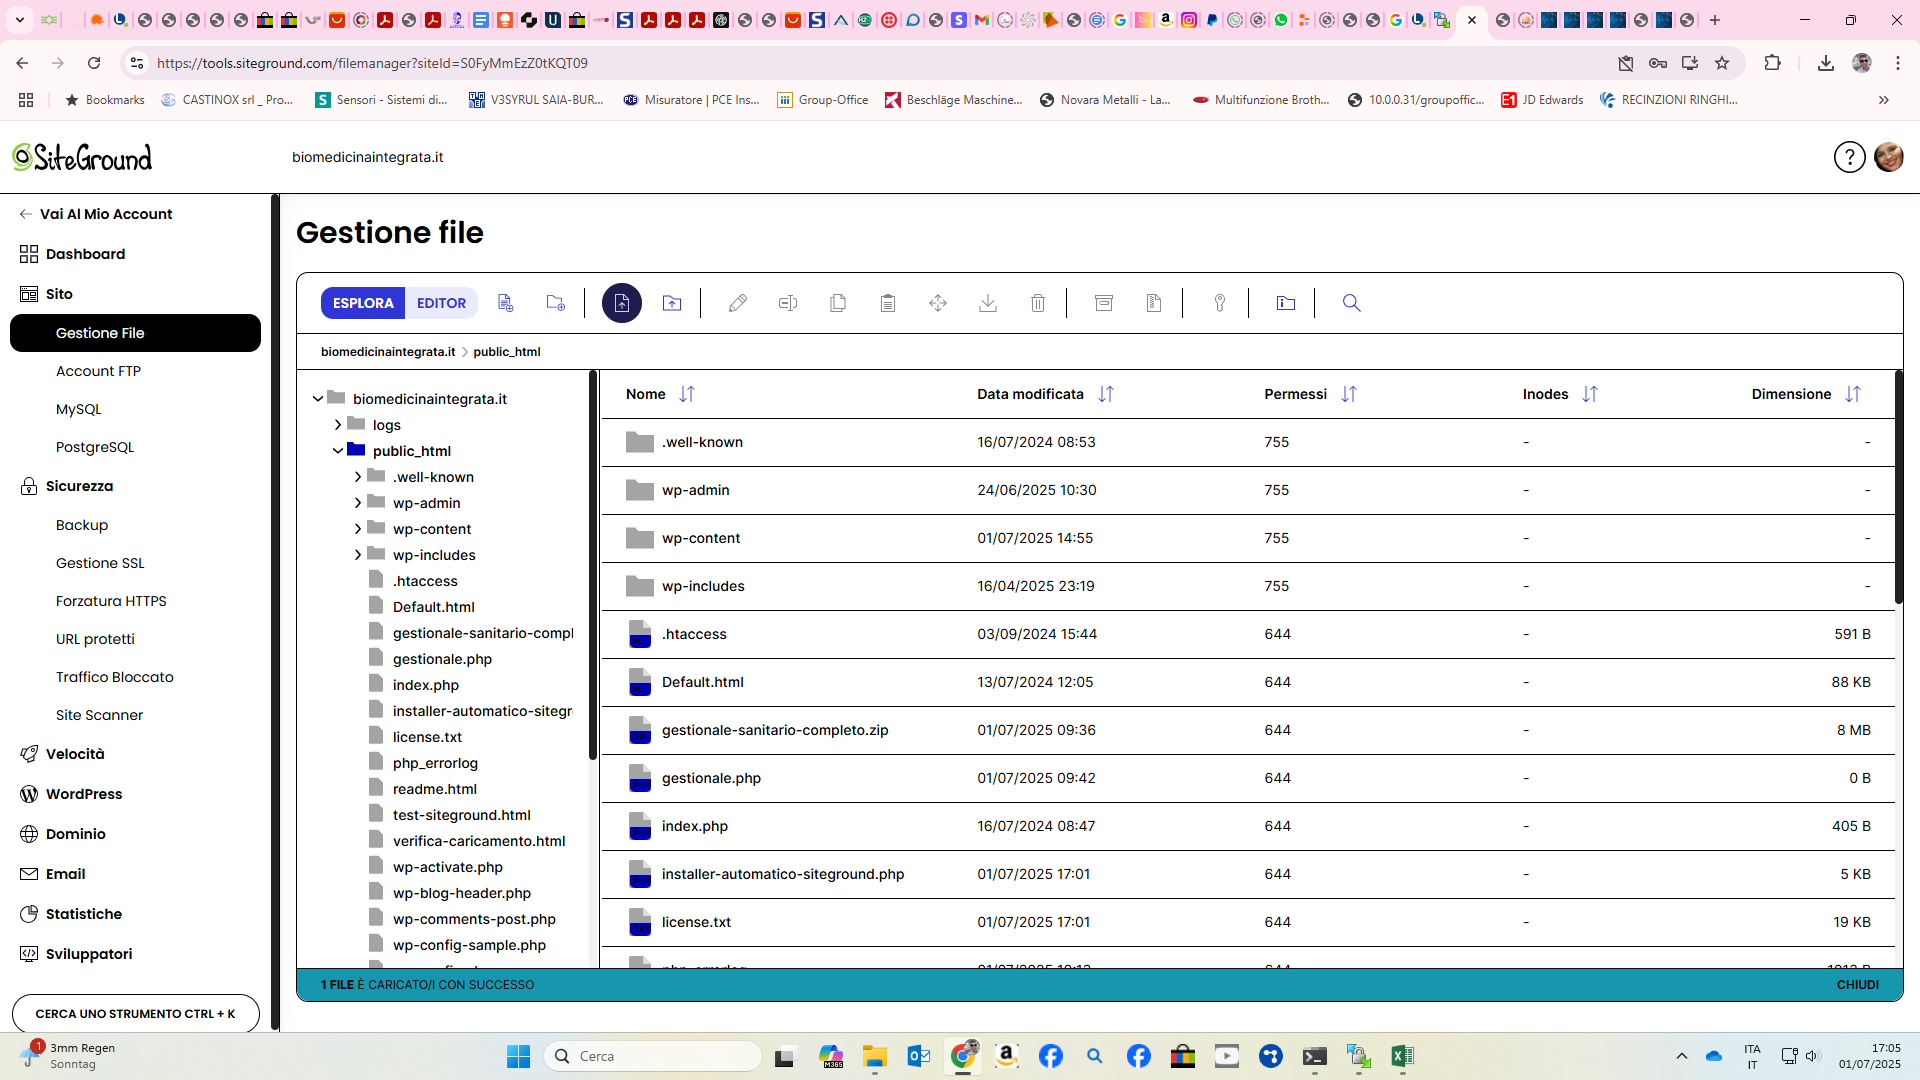 https://tools.siteground.com/filemanager?siteId=S0FyMmEzZ0tKQT09
Bookmarks
CASTINOX srl _ Pro...
Sensori - Sistemi di...
V3SYRUL SAIA-BUR...
Misuratore | PCE Ins...
Group-Office
Beschläge Maschine...
Novara Metalli - La...
Multifunzione Broth...
10.0.0.31/groupoffic...
JD Edwards
RECINZIONI RINGHI...
SiteGround
biomedicinaintegrata.it
Vai Al Mio Account
Dashboard
Sito
Gestione File
Account FTP
MySQL
PostgreSQL
Sicurezza
Backup
Gestione SSL
Forzatura HTTPS
URL protetti
Traffico Bloccato
Site Scanner
Velocità
WordPress
Dominio
Email
Statistiche
Sviluppatori
CERCA UNO STRUMENTO CTRL + K
Gestione file
ESPLORA EDITOR
biomedicinaintegrata.it > public_html
biomedicinaintegrata.it
logs
public_html
.well-known
wp-admin
wp-content
wp-includes
.htaccess
Default.html
gestionale-sanitario-compl
gestionale.php
index.php
installer-automatico-sitegr
license.txt
php_errorlog
readme.html
test-siteground.html
verifica-caricamento.html
wp-activate.php
wp-blog-header.php
wp-comments-post.php
wp-config-sample.php
Nome Data modificata Permessi Inodes Dimensione
.well-known 16/07/2024 08:53 755 - -
wp-admin 24/06/2025 10:30 755 - -
wp-content 01/07/2025 14:55 755 - -
wp-includes 16/04/2025 23:19 755 - -
.htaccess 03/09/2024 15:44 644 - 591 B
Default.html 13/07/2024 12:05 644 - 88 KB
gestionale-sanitario-completo.zip 01/07/2025 09:36 644 - 8 MB
gestionale.php 01/07/2025 09:42 644 - 0 B
index.php 16/07/2024 08:47 644 - 405 B
installer-automatico-siteground.php 01/07/2025 17:01 644 - 5 KB
license.txt 01/07/2025 17:01 644 - 19 KB
1 FILE È CARICATO/I CON SUCCESSO
CHIUDI
1
3mm Regen
Sonntag
Cerca
M365
ITA
IT
17:05
01/07/2025